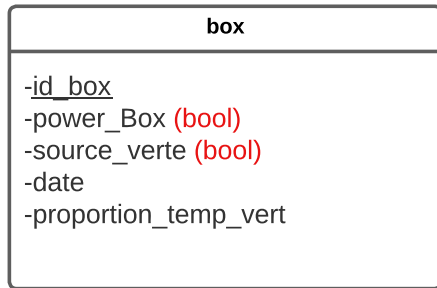 box
-id_box
-power_Box (bool)
-source_verte (bool)
-date
-proportion_temp_vert